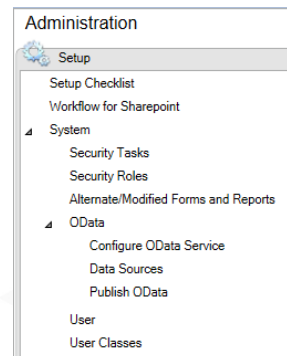 Administration
Setup
Setup Checklist
Workflow for Sharepoint
System
Security Tasks
Security Roles
Alternate/Modified Forms and Reports
OData
Configure OData Service
Data Sources
Publish OData
User
User Classes